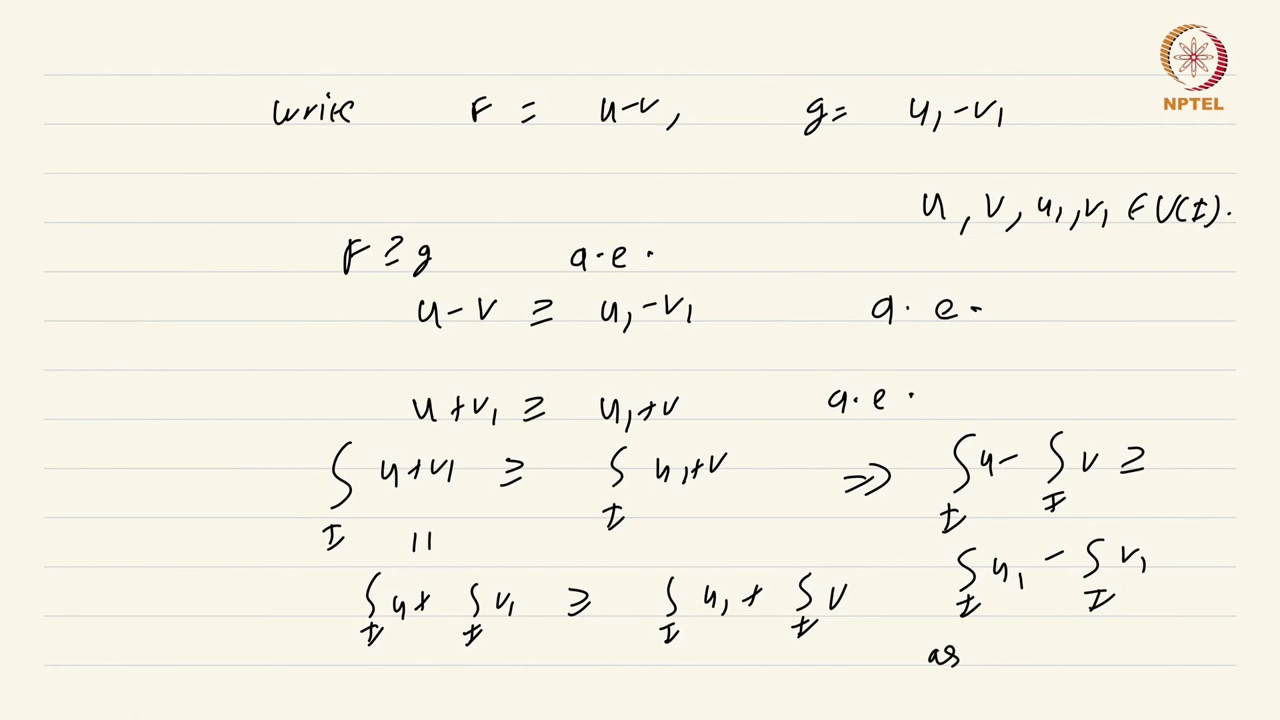 NPTEL
write F = u-v, g = u₁-v₁
u, v, u₁, v₁ ∈ U(I).
F ≥ g a.e.
u-v ≥ u₁-v₁ a.e.
u+v₁ ≥ u₁+v a.e.
∫_I u+v₁ ≥ ∫_I u₁+v ⇒ ∫_I u - ∫_I v ≥
|| ∫_I u₁ - ∫_I v₁
∫_I u + ∫_I v₁ ≥ ∫_I u₁ + ∫_I v
as